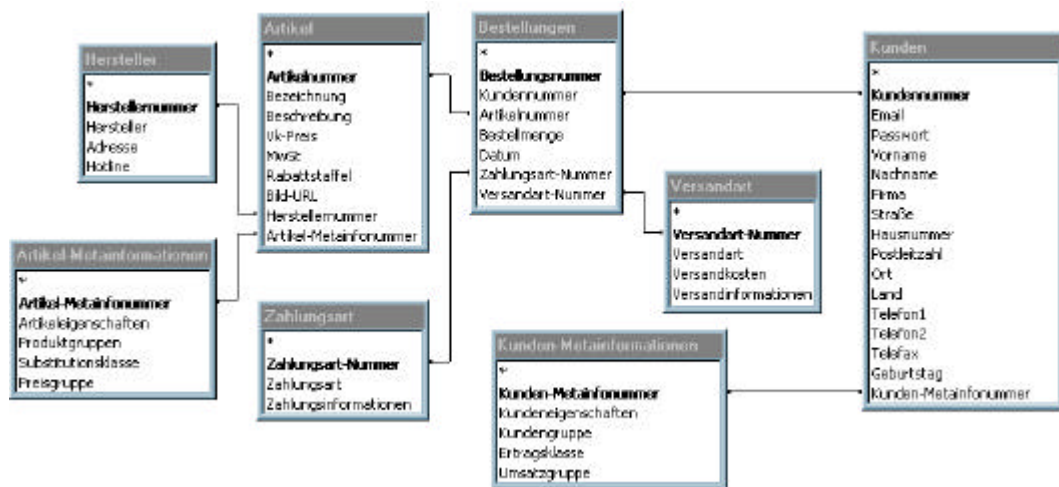 Hersteller
*
Herstellernummer
Hersteller
Adresse
Hotline
Artikel
*
Artikelnummer
Bezeichnung
Beschreibung
Vk-Preis
MwSt
Rabattstaffel
Bild-URL
Herstellernummer
Artikel-Metainfonummer
Bestellungen
*
Bestellungsnummer
Kundennummer
Artikelnummer
Bestellmenge
Datum
Zahlungsart-Nummer
Versandart-Nummer
Kunden
*
Kundennummer
Email
Passwort
Vorname
Nachname
Firma
Straße
Hausnummer
Postleitzahl
Ort
Land
Telefon1
Telefon2
Telefax
Geburtstag
Kunden-Metainfonummer
Versandart
*
Versandart-Nummer
Versandart
Versandkosten
Versandinformationen
Artikel-Metainformationen
*
Artikel-Metainfonummer
Artikeleigenschaften
Produktgruppen
Substitutionsklasse
Preisgruppe
Zahlungsart
*
Zahlungsart-Nummer
Zahlungsart
Zahlungsinformationen
Kunden-Metainformationen
*
Kunden-Metainfonummer
Kundeneigenschaften
Kundengruppe
Ertragsklasse
Umsatzgruppe